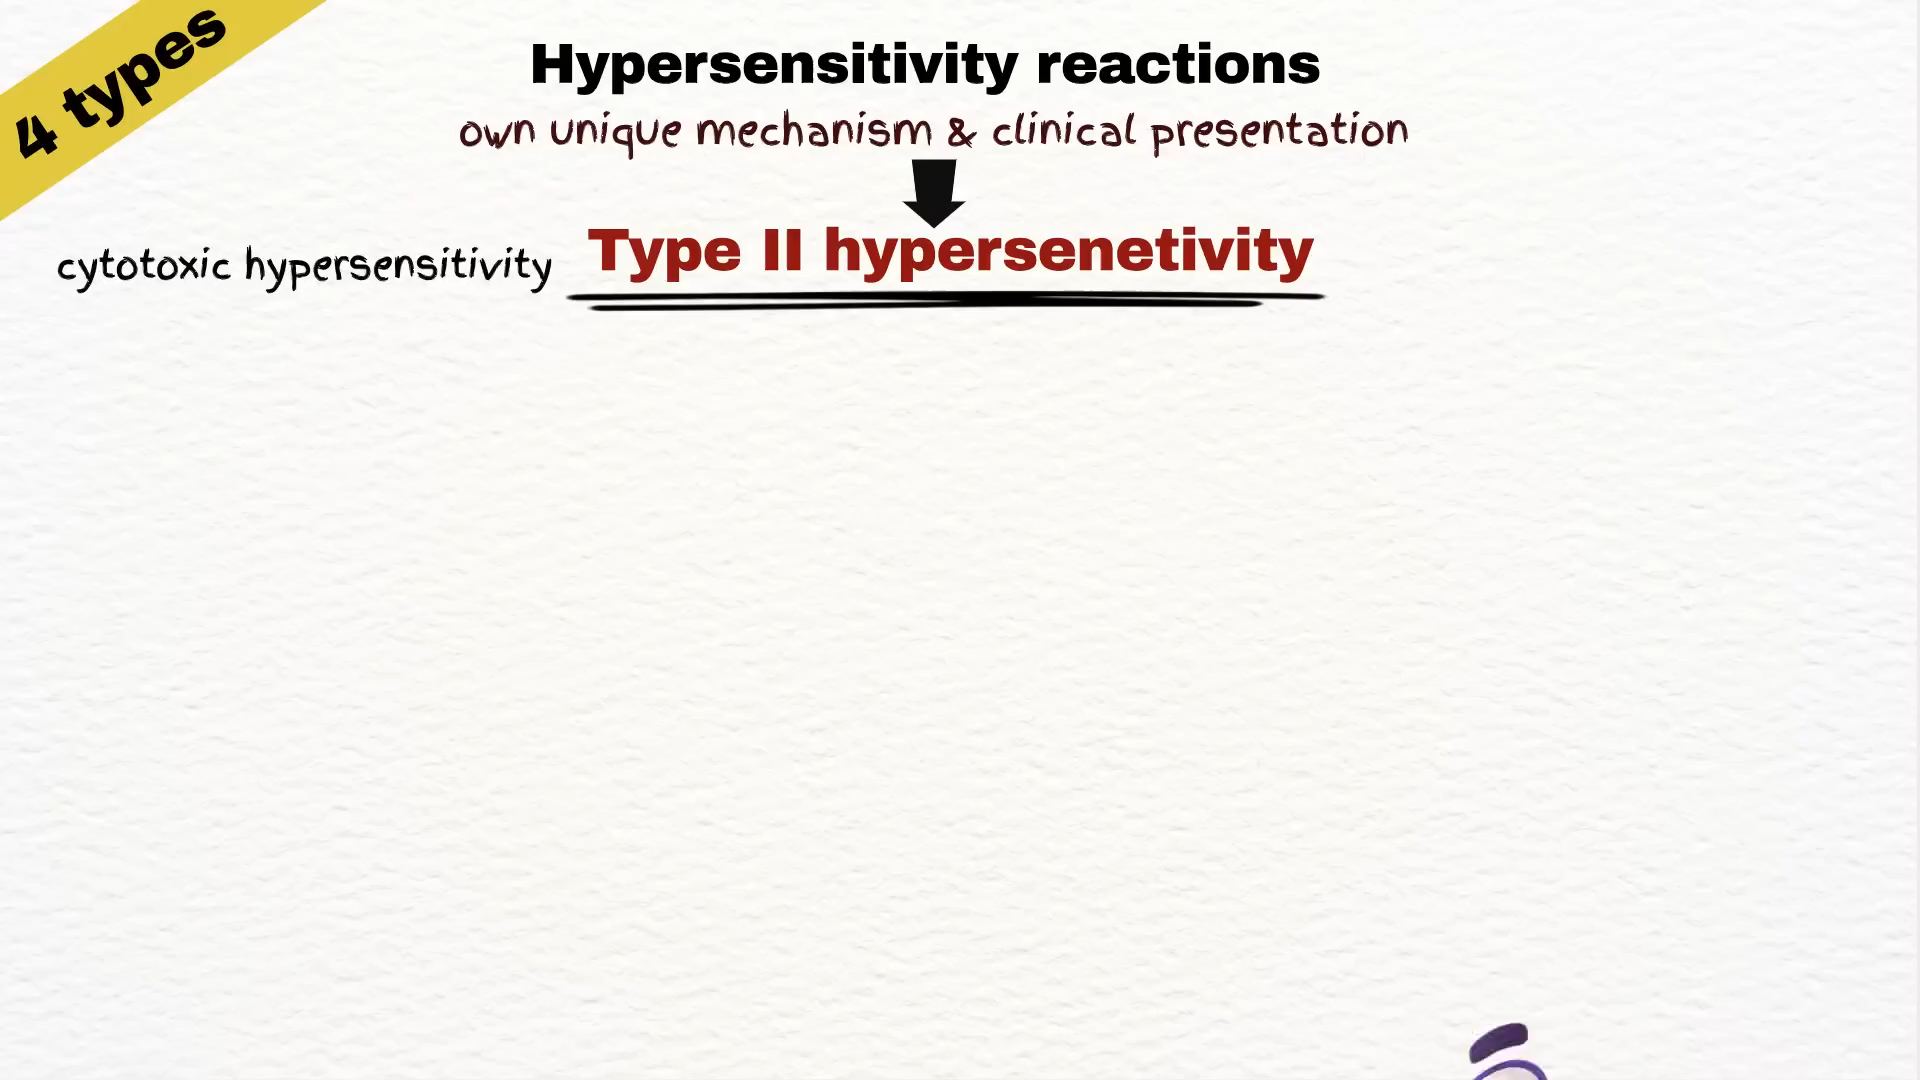 4 types
Hypersensitivity reactions
own unique mechanism & clinical presentation
cytotoxic hypersensitivity
Type II hypersenetivity